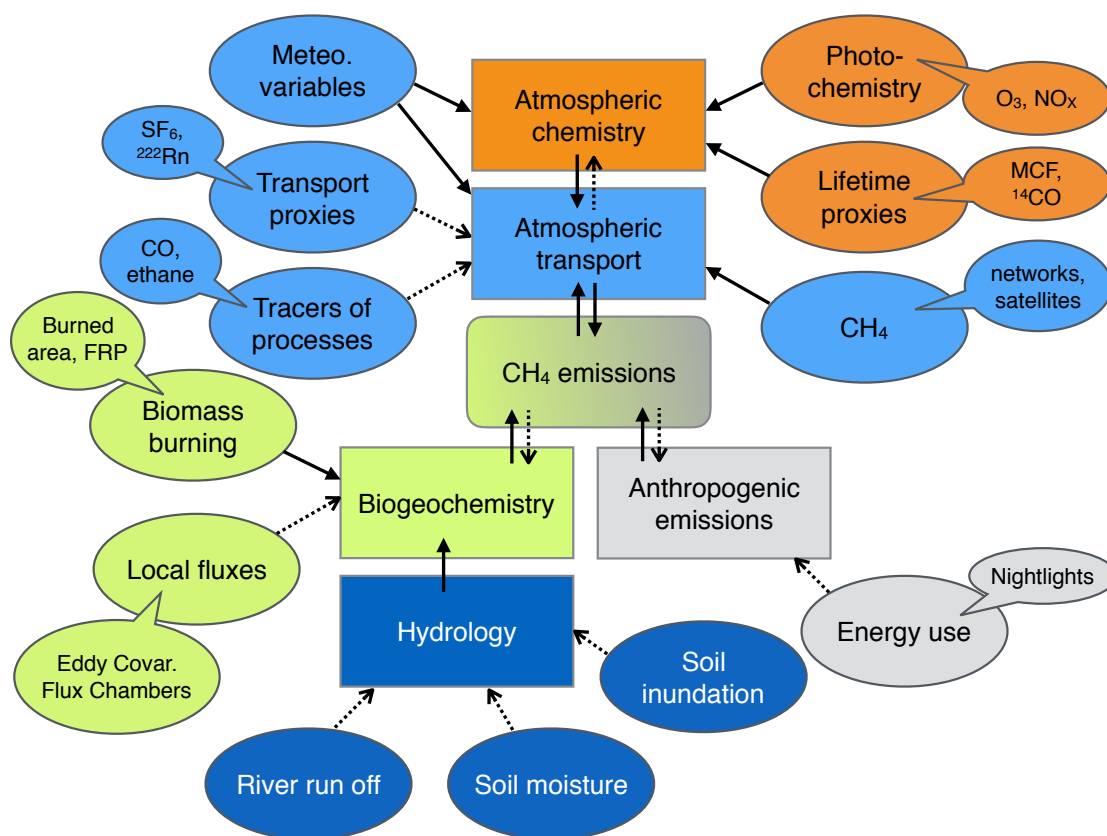 Meteo.
variables
Atmospheric
chemistry
Photo-
chemistry
O₃, NOₓ
SF₆,
²²²Rn
Transport
proxies
Lifetime
proxies
MCF,
¹⁴CO
Atmospheric
transport
CO,
ethane
Tracers of
processes
networks,
satellites
CH₄
Burned
area, FRP
CH₄ emissions
Biomass
burning
Biogeochemistry
Anthropogenic
emissions
Local fluxes
Nightlights
Energy use
Hydrology
Eddy Covar.
Flux Chambers
Soil
inundation
River run off
Soil moisture